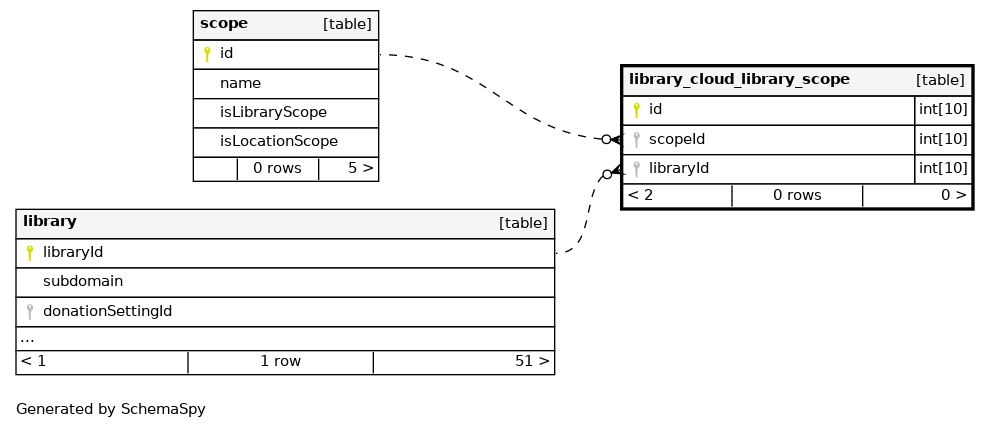 scope [table]
id
name
isLibraryScope
isLocationScope
0 rows 5 >
library_cloud_library_scope [table]
id int[10]
scopeId int[10]
libraryId int[10]
< 2 0 rows 0 >
library [table]
libraryId
subdomain
donationSettingId
...
< 1 1 row 51 >
Generated by SchemaSpy